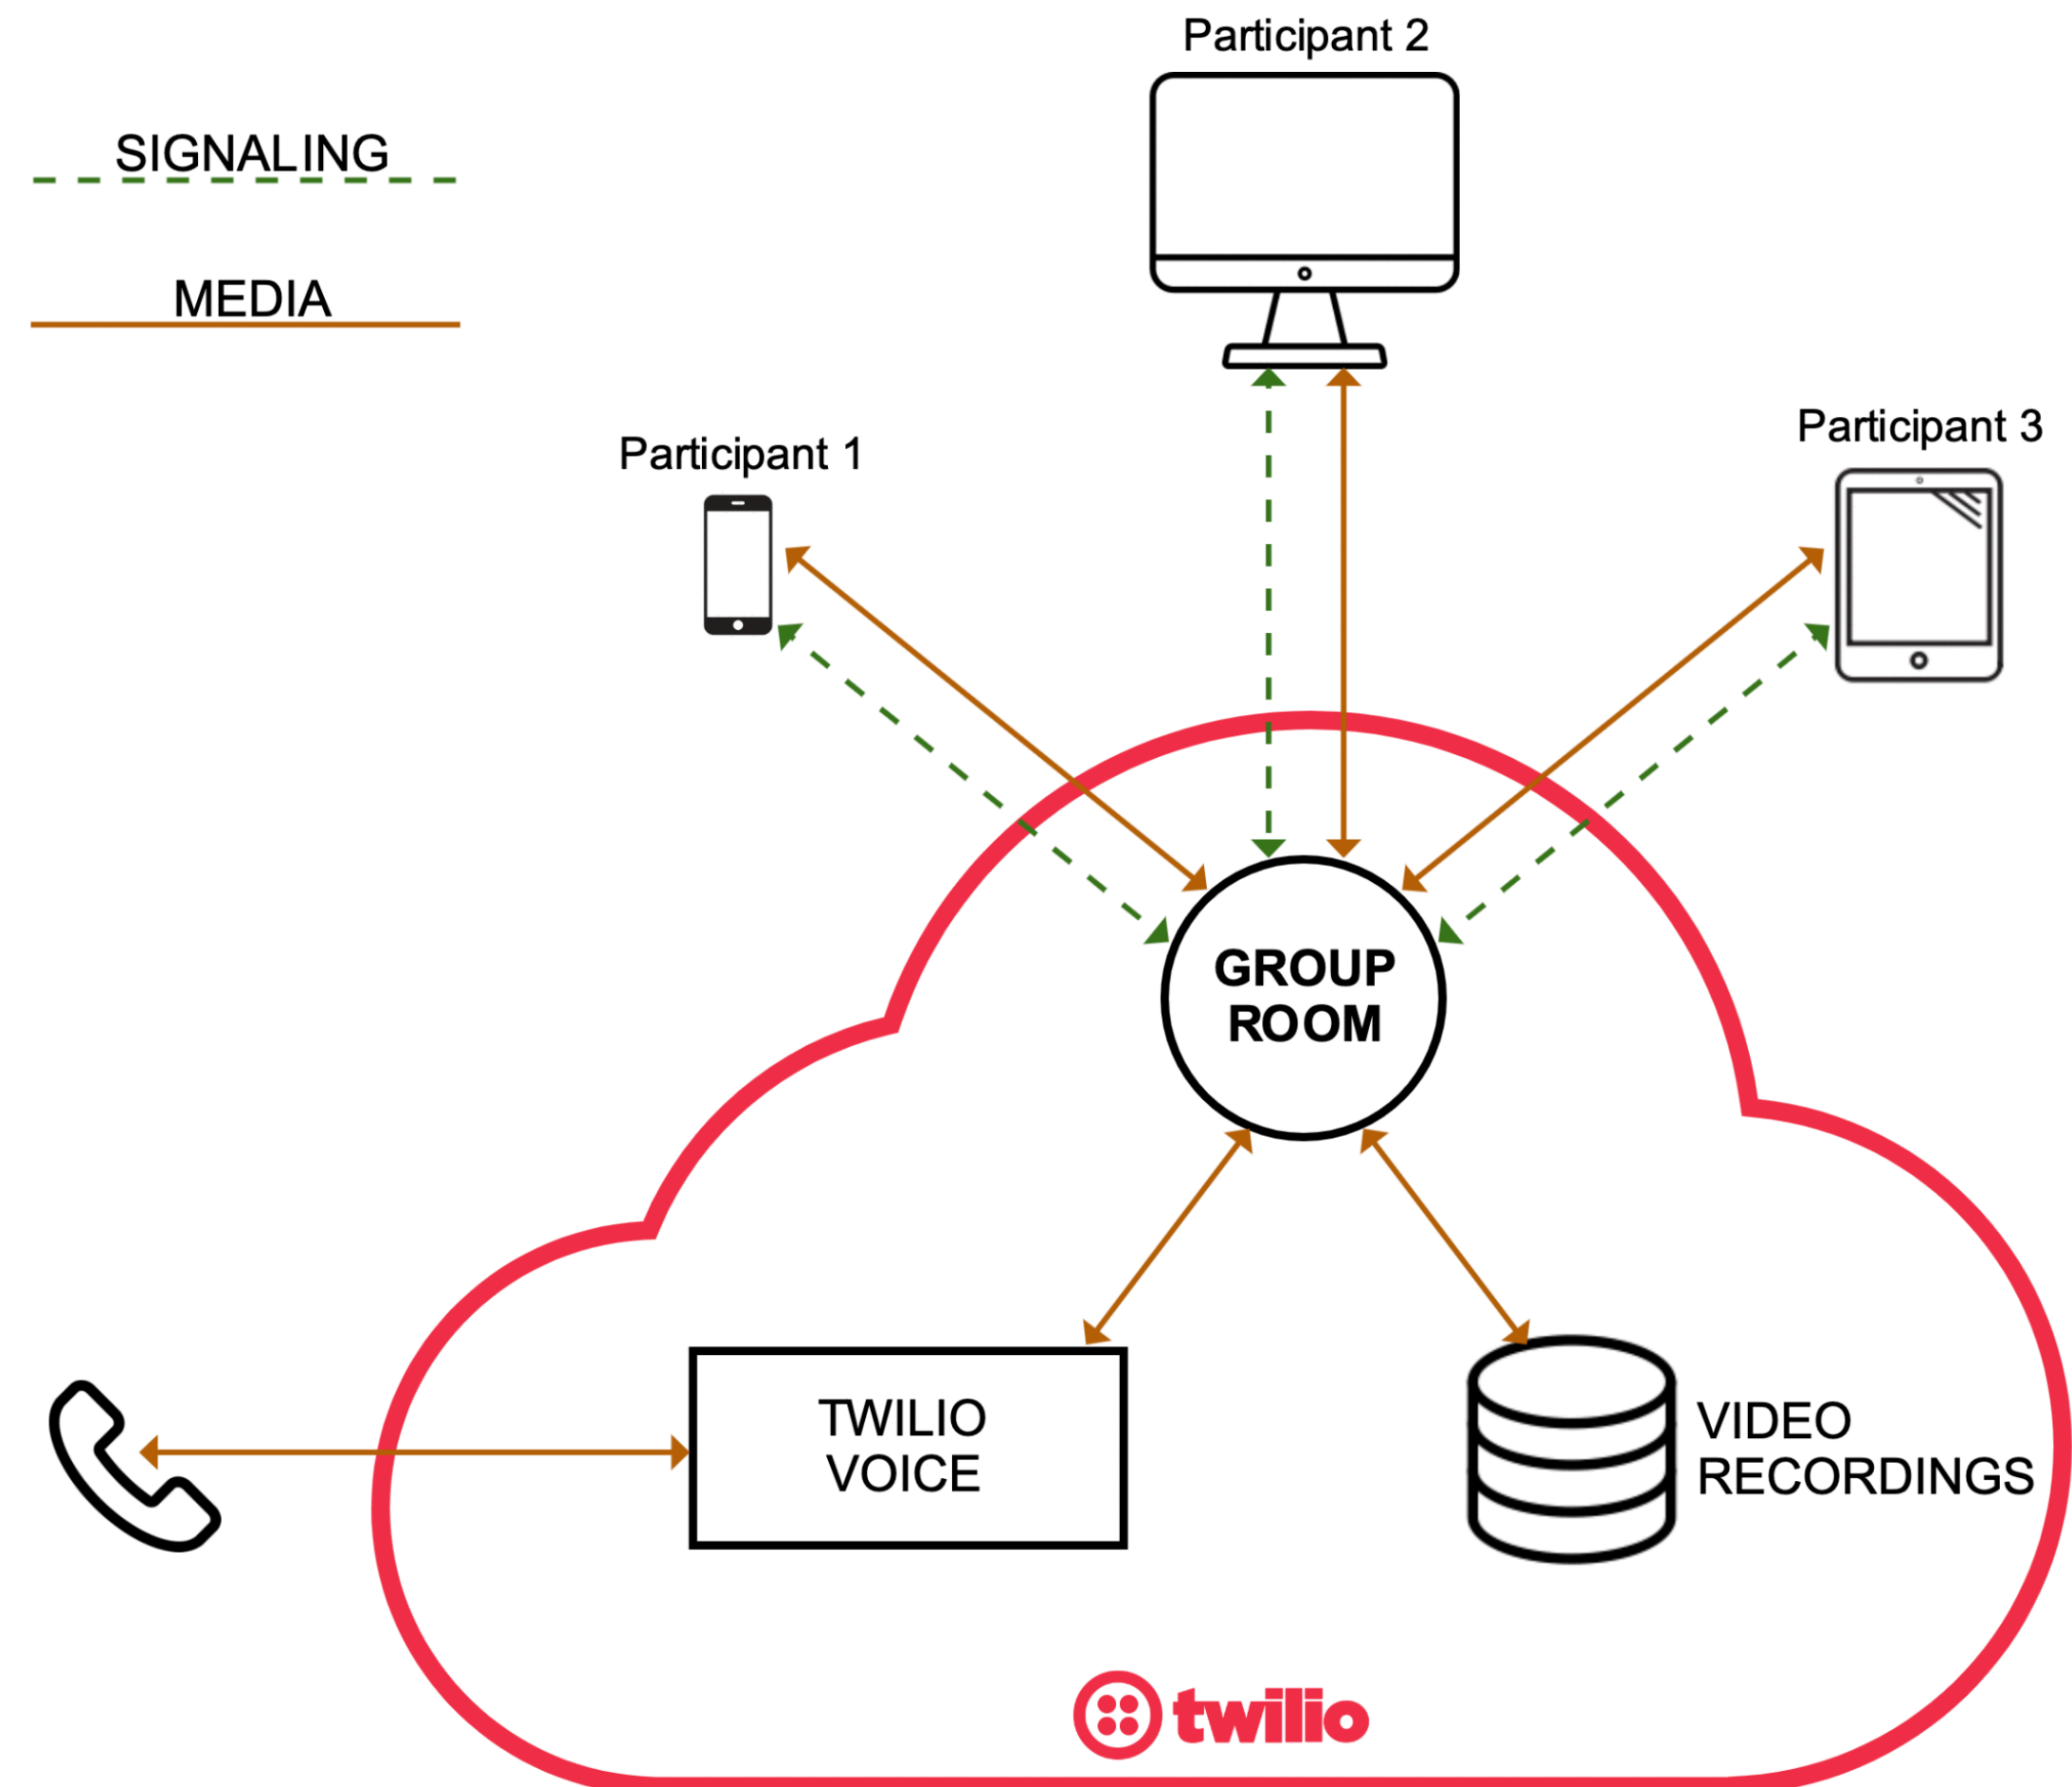 Participant 2
SIGNALING
MEDIA
Participant 1
Participant 3
GROUP
ROOM
TWILIO
VOICE
VIDEO
RECORDINGS
twilio